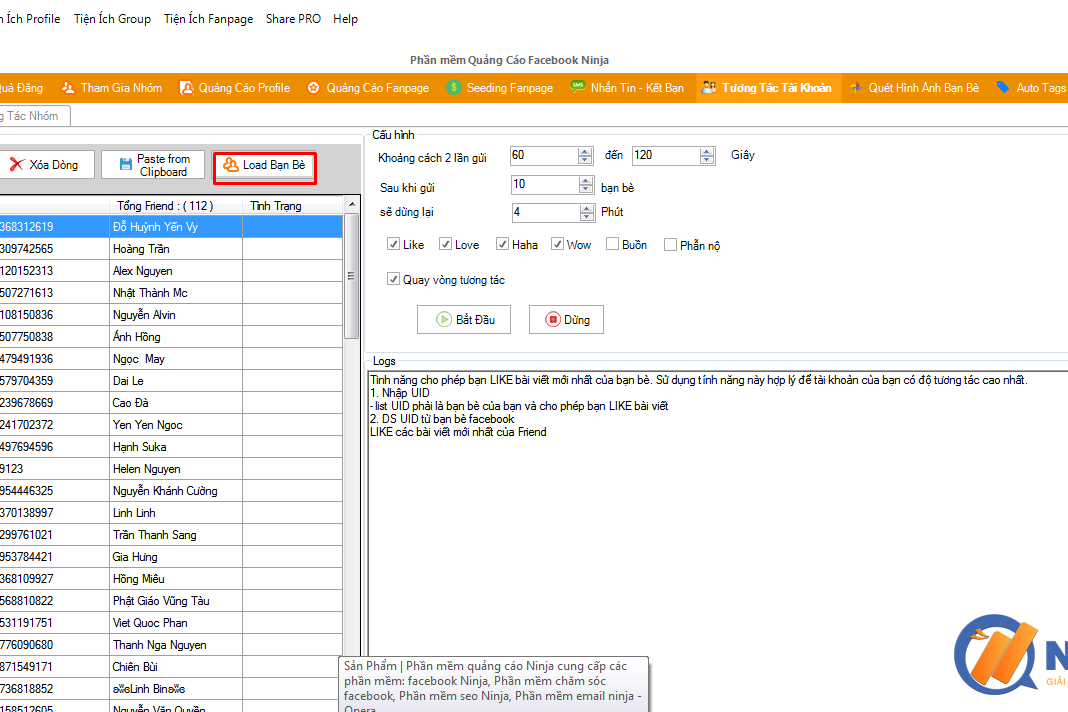 n Ích Profile Tiện Ích Group Tiện Ích Fanpage Share PRO Help
Phần mềm Quảng Cáo Facebook Ninja
uả Đăng Tham Gia Nhóm Quảng Cáo Profile Quảng Cáo Fanpage $ Seeding Fanpage SMS Nhắn Tin - Kết Bạn Tương Tác Tài Khoản Quét Hình Ảnh Bạn Bè Auto Tags
g Tác Nhóm
Xóa Dòng
Paste from
Clipboard
Load Bạn Bè
Tổng Friend : ( 112 ) Tình Trạng
368312619 Đỗ Huỳnh Yến Vy
309742565 Hoàng Trần
120152313 Alex Nguyen
507271613 Nhật Thành Mc
108150836 Nguyễn Alvin
507750838 Ánh Hồng
479491936 Ngọc May
579704359 Dai Le
239678669 Cao Đà
241702372 Yen Yen Ngoc
497694596 Hạnh Suka
9123 Helen Nguyen
954446325 Nguyễn Khánh Cường
370138997 Linh Linh
299761021 Trần Thanh Sang
953784421 Gia Hưng
368109927 Hồng Miêu
568810822 Phật Giáo Vũng Tàu
531191751 Viet Quoc Phan
776090680 Thanh Nga Nguyen
871549171 Chiến Bùi
736818852 ʚʬɞLinh Binʚʬɞ
158512605 Nguyễn Văn Quyền
Cấu hình
Khoảng cách 2 lần gửi 60 đến 120 Giây
Sau khi gửi 10 bạn bè
sẽ dừng lại 4 Phút
Like Love Haha Wow Buồn Phẫn nộ
Quay vòng tương tác
Bắt Đầu Dừng
Logs
Tính năng cho phép bạn LIKE bài viết mới nhất của bạn bè. Sử dụng tính năng này hợp lý để tài khoản của bạn có độ tương tác cao nhất.
1. Nhập UID
- list UID phải là bạn bè của bạn và cho phép bạn LIKE bài viết
2. DS UID từ bạn bè facebook
LIKE các bài viết mới nhất của Friend
Sản Phẩm | Phần mềm quảng cáo Ninja cung cấp các
phần mềm: facebook Ninja, Phần mềm chăm sóc
facebook, Phần mềm seo Ninja, Phần mềm email ninja -
Opera
N
GIẢI